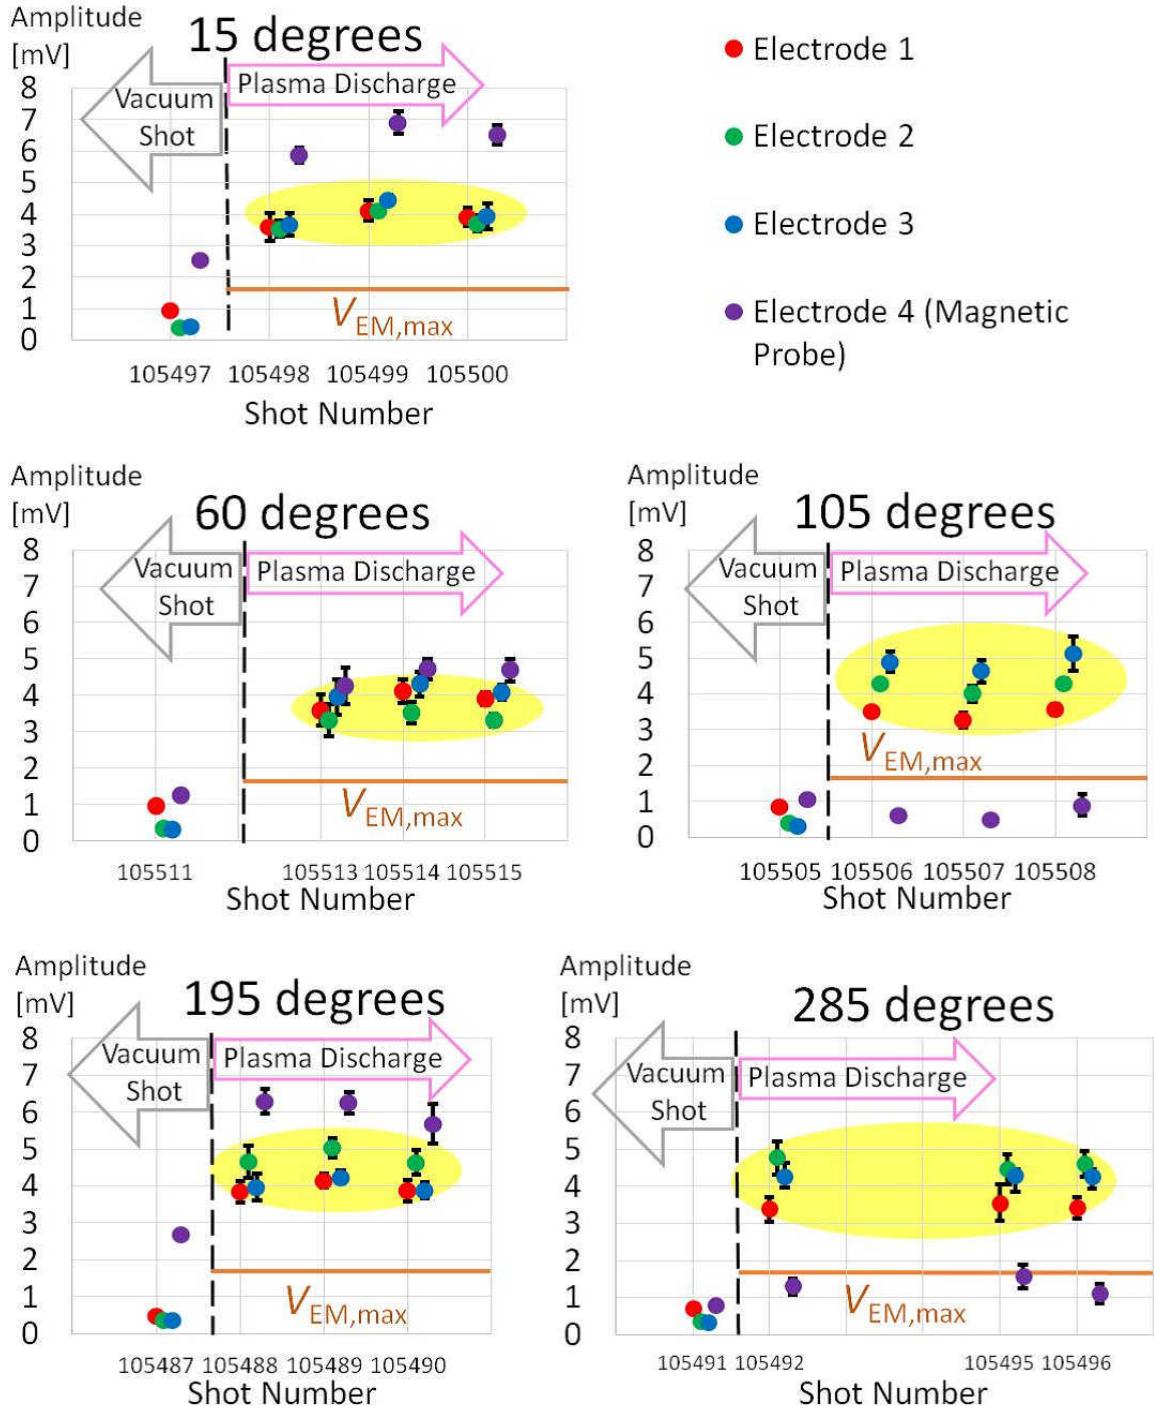 Amplitude
[mV]
15 degrees
Vacuum
Shot
Plasma Discharge
8
7
6
5
4
3
2
1
0
V EM,max
105497 105498 105499 105500
Shot Number
Electrode 1
Electrode 2
Electrode 3
Electrode 4 (Magnetic
Probe)
Amplitude
[mV]
60 degrees
Vacuum
Shot
Plasma Discharge
8
7
6
5
4
3
2
1
0
V EM,max
105511 105513 105514 105515
Shot Number
Amplitude
[mV]
105 degrees
Vacuum
Shot
Plasma Discharge
8
7
6
5
4
3
2
1
0
V EM,max
105505 105506 105507 105508
Shot Number
Amplitude
[mV]
195 degrees
Vacuum
Shot
Plasma Discharge
8
7
6
5
4
3
2
1
0
V EM,max
105487 105488 105489 105490
Shot Number
Amplitude
[mV]
285 degrees
Vacuum
Shot
Plasma Discharge
8
7
6
5
4
3
2
1
0
V EM,max
105491 105492 105495 105496
Shot Number